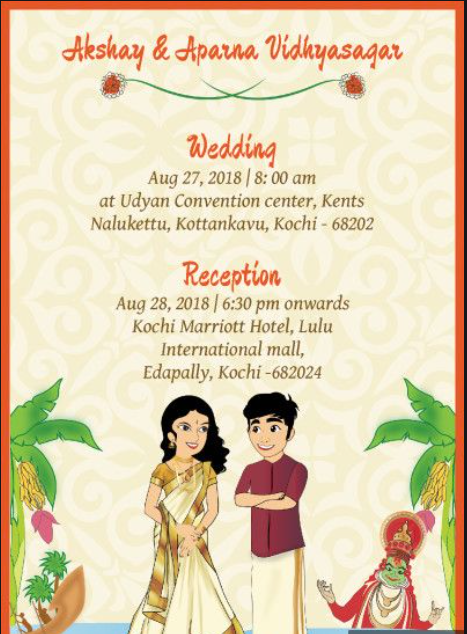 Akshay & Aparna Vidhyasagar
Wedding
Aug 27, 2018 | 8: 00 am
at Udyan Convention center, Kents
Nalukettu, Kottankavu, Kochi - 68202
Reception
Aug 28, 2018 | 6:30 pm onwards
Kochi Marriott Hotel, Lulu
International mall,
Edapally, Kochi -682024